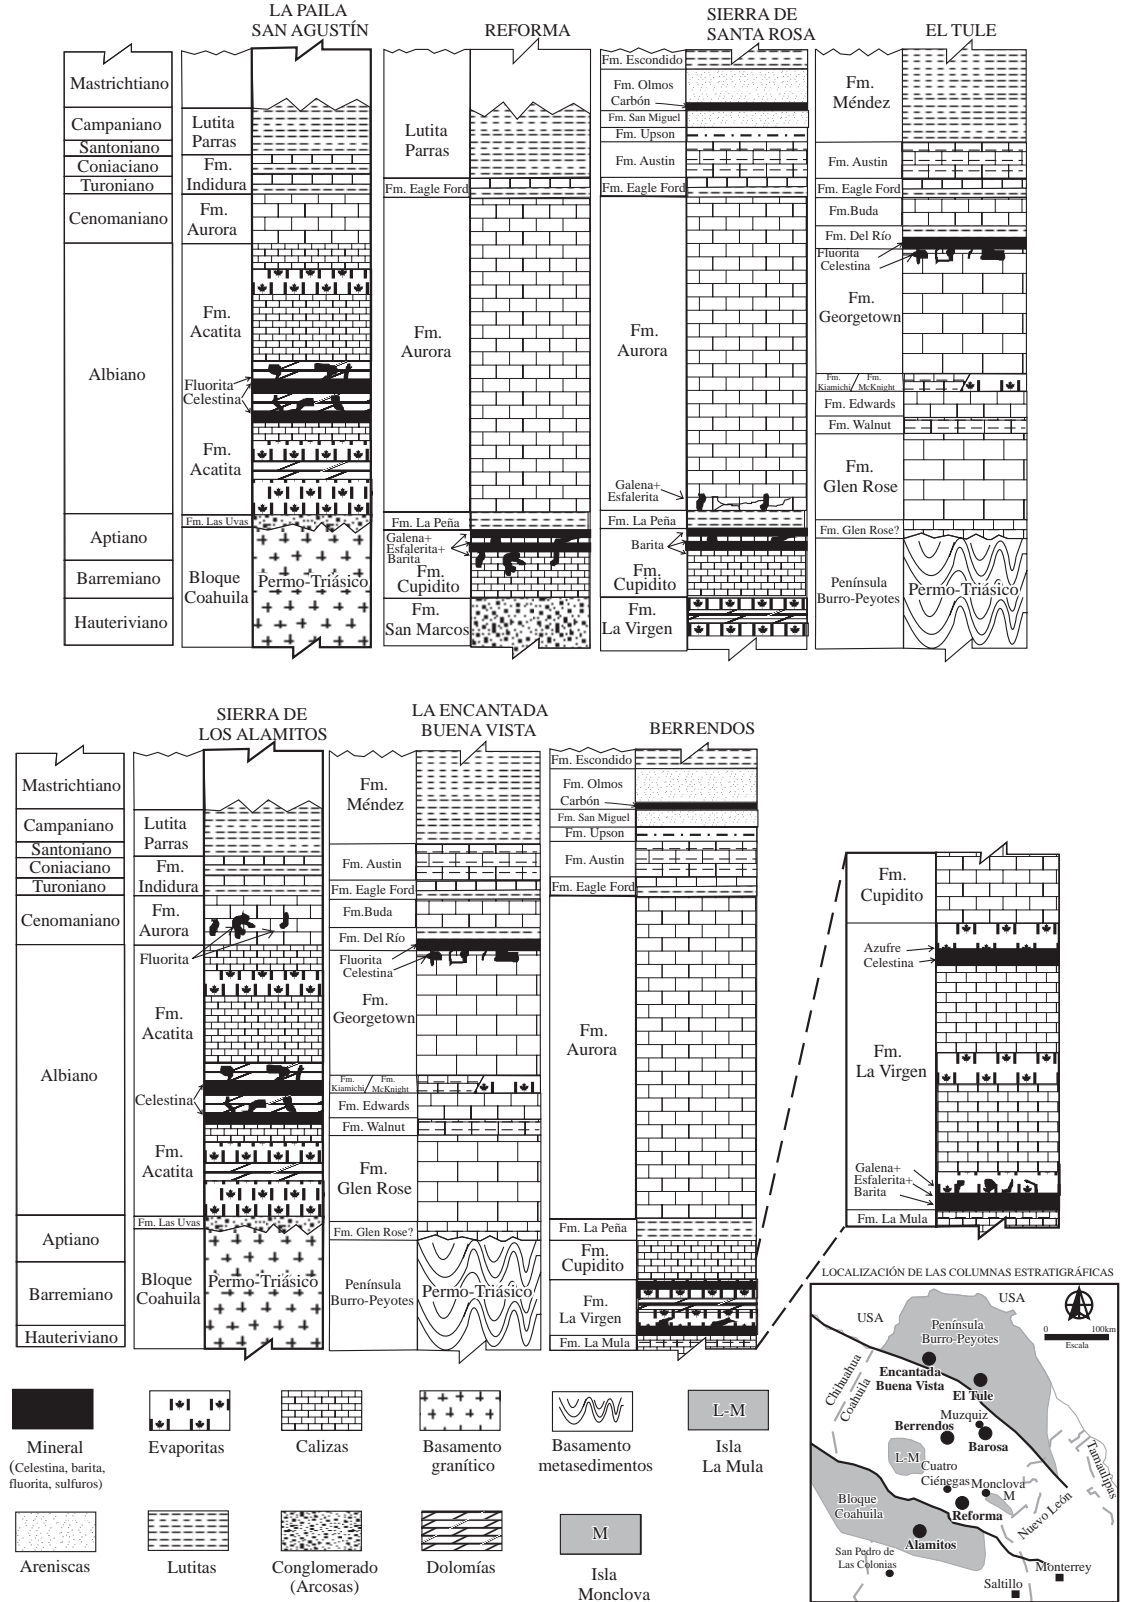 LA PAILA
SAN AGUSTÍN
REFORMA
SIERRA DE
SANTA ROSA
EL TULE
Mastrichtiano
Campaniano
Santoniano
Coniaciano
Turoniano
Cenomaniano
Albiano
Aptiano
Barremiano
Hauteriviano
Lutita
Parras
Fm.
Indidura
Fm.
Aurora
Fm.
Acatita
Fluorita
Celestina
Fm.
Acatita
Fm. Las Uvas
Bloque
Coahuila
Permo-Triásico
Lutita
Parras
Fm. Eagle Ford
Fm.
Aurora
Fm. La Peña
Galena+
Esfalerita+
Barita
Fm.
Cupidito
Fm.
San Marcos
Fm. Escondido
Fm. Olmos
Carbón
Fm. San Miguel
Fm. Upson
Fm. Austin
Fm. Eagle Ford
Fm.
Aurora
Galena+
Esfalerita
Fm. La Peña
Barita
Fm.
Cupidito
Fm.
La Virgen
Fm.
Méndez
Fm. Austin
Fm. Eagle Ford
Fm.Buda
Fm. Del Río
Fluorita
Celestina
Fm.
Georgetown
Fm.
Kiamichi
Fm.
McKnight
Fm. Edwards
Fm. Walnut
Fm.
Glen Rose
Fm. Glen Rose?
Península
Burro-Peyotes
Permo-Triásico
SIERRA DE
LOS ALAMITOS
LA ENCANTADA
BUENA VISTA
BERRENDOS
Mastrichtiano
Campaniano
Santoniano
Coniaciano
Turoniano
Cenomaniano
Albiano
Aptiano
Barremiano
Hauteriviano
Lutita
Parras
Fm.
Indidura
Fm.
Aurora
Fluorita
Fm.
Acatita
Celestina
Fm.
Acatita
Fm. Las Uvas
Bloque
Coahuila
Permo-Triásico
Fm.
Méndez
Fm. Austin
Fm. Eagle Ford
Fm.Buda
Fm. Del Río
Fluorita
Celestina
Fm.
Georgetown
Fm.
Kiamichi
Fm.
McKnight
Fm. Edwards
Fm. Walnut
Fm.
Glen Rose
Fm. Glen Rose?
Península
Burro-Peyotes
Permo-Triásico
Fm. Escondido
Fm. Olmos
Carbón
Fm. San Miguel
Fm. Upson
Fm. Austin
Fm. Eagle Ford
Fm.
Aurora
Fm. La Peña
Fm.
Cupidito
Fm.
La Virgen
Fm. La Mula
Fm.
Cupidito
Azufre
Celestina
Fm.
La Virgen
Galena+
Esfalerita+
Barita
Fm. La Mula
LOCALIZACIÓN DE LAS COLUMNAS ESTRATIGRÁFICAS
USA
USA
Península
Burro-Peyotes
0 100km
Escala
Chihuahua
Coahuila
Encantada
Buena Vista
El Tule
Muzquiz
Berrendos
Barosa
L-M
Cuatro
Ciénegas
Monclova
M
Tamaulipas
Nuevo León
Bloque
Coahuila
Reforma
Alamitos
San Pedro de
Las Colonias
Monterrey
Saltillo
Mineral
(Celestina, barita,
fluorita, sulfuros)
Evaporitas
Calizas
Basamento
granítico
Basamento
metasedimentos
L-M
Isla
La Mula
Areniscas
Lutitas
Conglomerado
(Arcosas)
Dolomías
M
Isla
Monclova